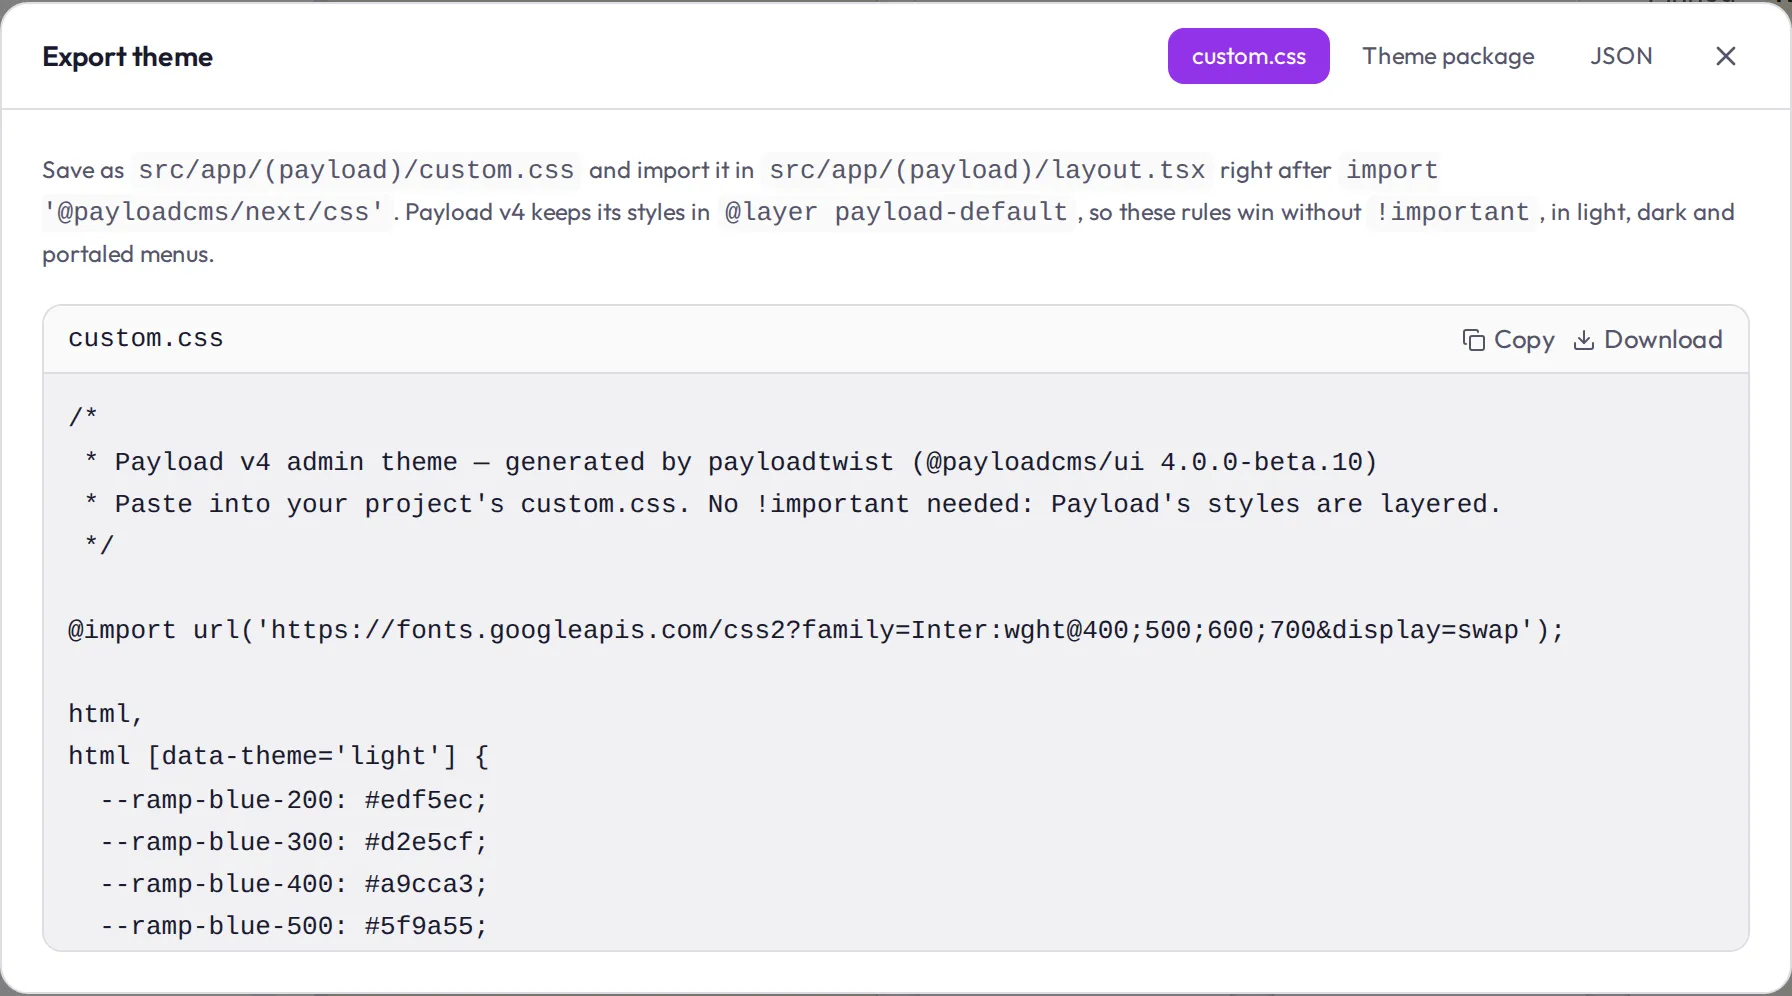 Export theme
custom.css
Theme package
JSON
Save as src/app/(payload)/custom.css and import it in src/app/(payload)/layout.tsx right after import
'@payloadcms/next/css' . Payload v4 keeps its styles in @layer payload-default , so these rules win without !important , in light, dark and
portaled menus.
custom.css
Copy
Download
/*
 * Payload v4 admin theme — generated by payloadtwist (@payloadcms/ui 4.0.0-beta.10)
 * Paste into your project's custom.css. No !important needed: Payload's styles are layered.
 */
@import url('https://fonts.googleapis.com/css2?family=Inter:wght@400;500;600;700&display=swap');
html,
html [data-theme='light'] {
  --ramp-blue-200: #edf5ec;
  --ramp-blue-300: #d2e5cf;
  --ramp-blue-400: #a9cca3;
  --ramp-blue-500: #5f9a55;